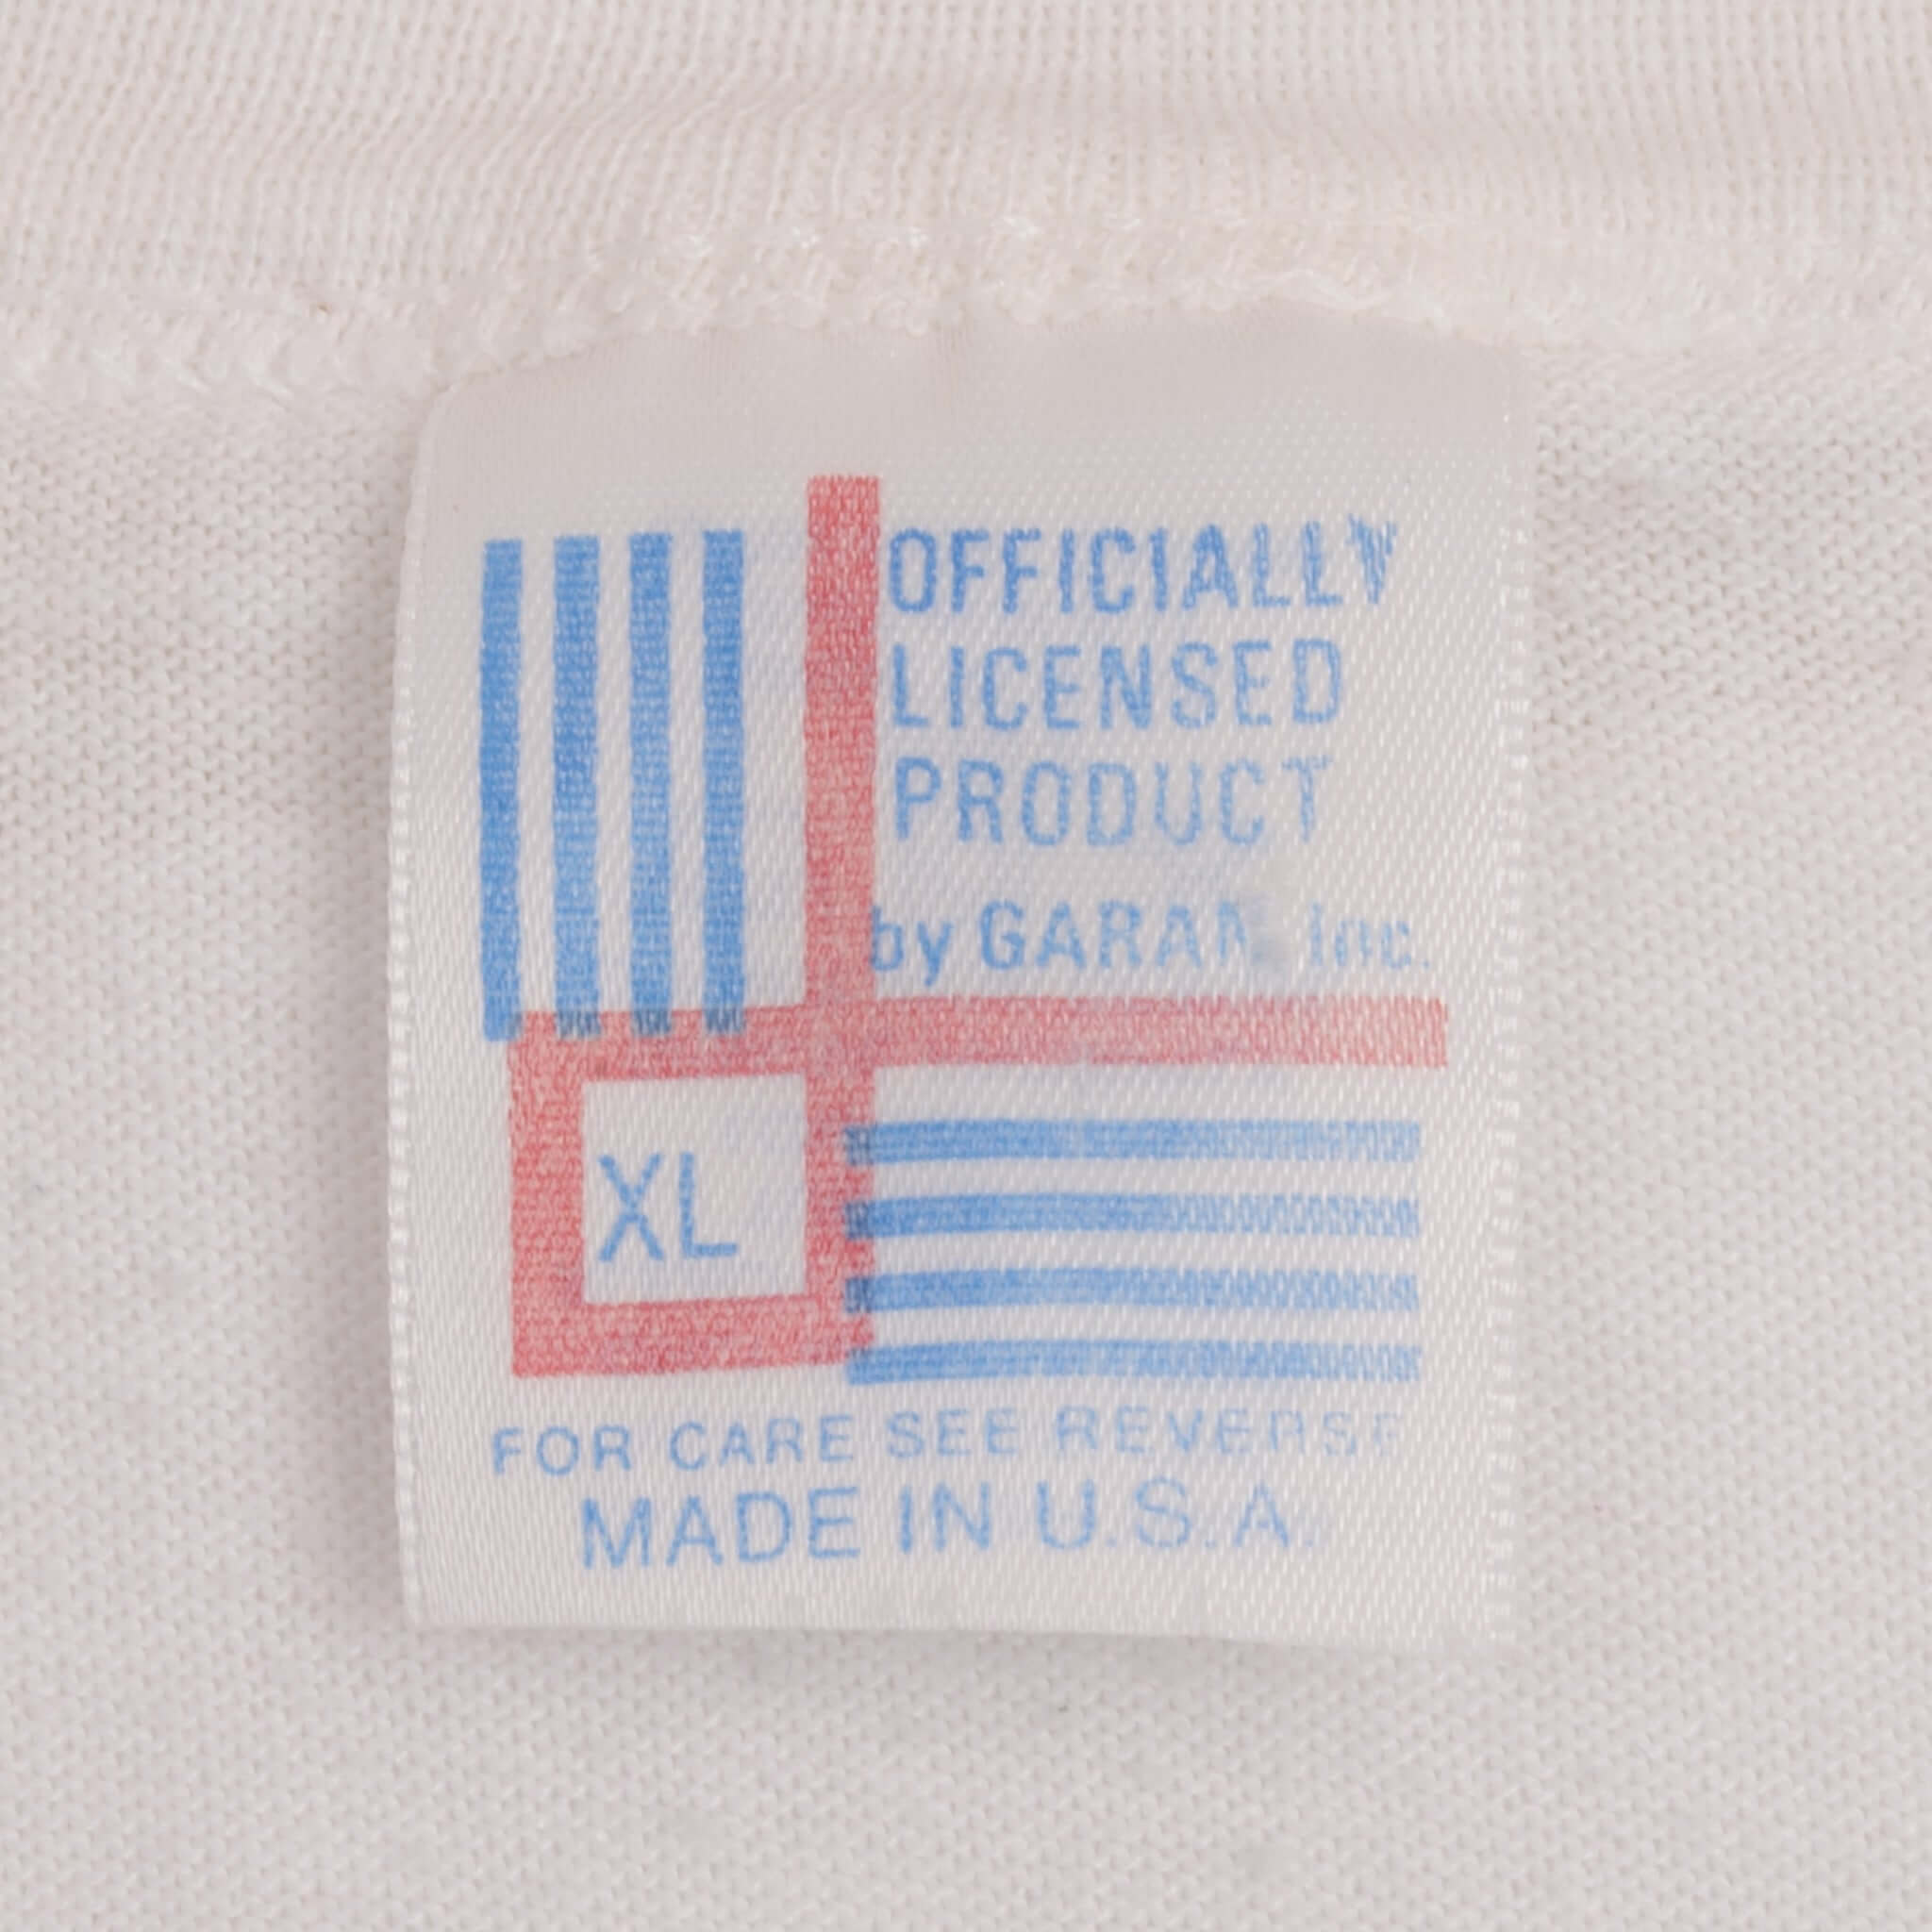 OFFICIALLY
LICENSED
PRODUCT
by GARAN, Inc.
XL
FOR CARE SEE REVERSE
MADE IN U.S.A.